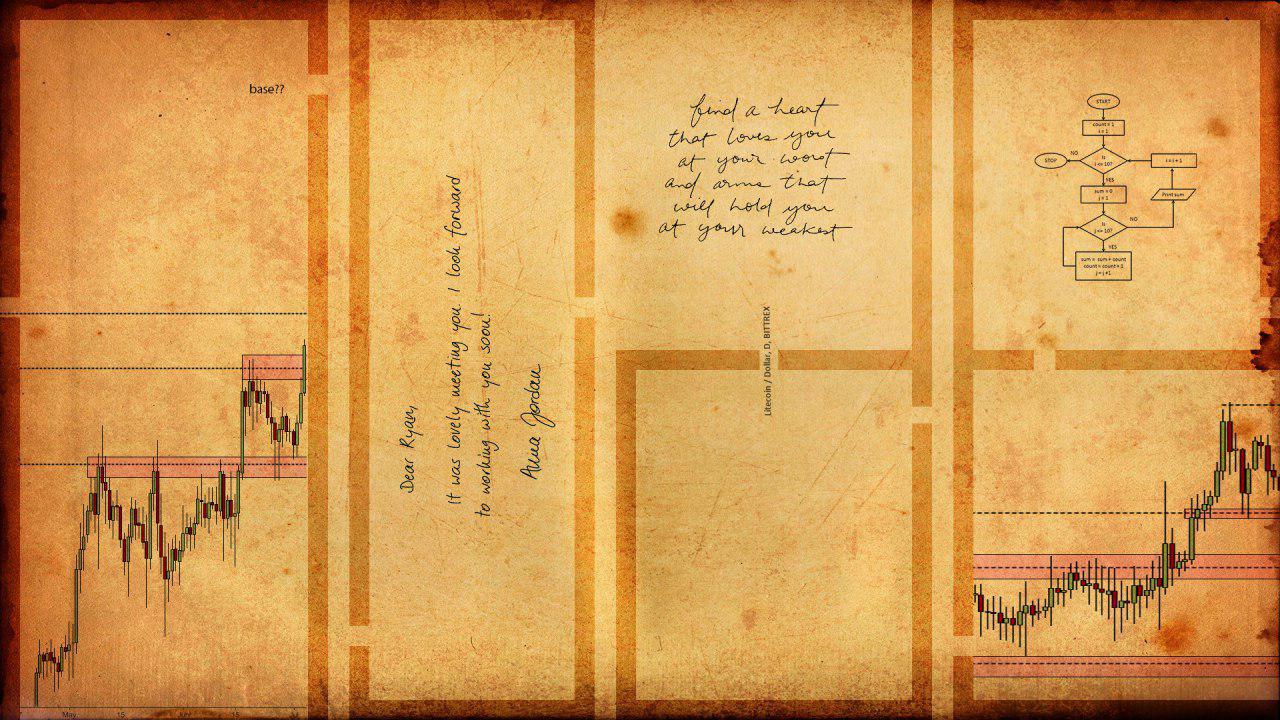 base??
May
15
Jun
15
Dear Ryan,
It was lovely meeting you. I look forward
to working with you soon!
Anna Jordan
find a heart
that loves you
at your worst
and arms that
will hold you
at your weakest
Litecoin / Dollar, D, BITTREX
START
count = 1
i = 1
Is
i <= 10?
NO
STOP
i = i + 1
YES
sum = 0
j = 1
Print sum
Is
j <= 10?
NO
YES
sum = sum + count
count = count + 1
j = j +1